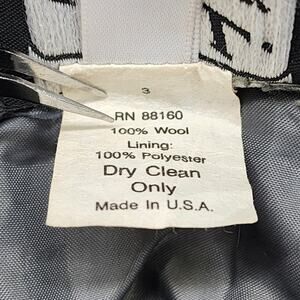 3
RN 88160
100% Wool
Lining:
100% Polyester
Dry Clean
Only
Made In U.S.A.